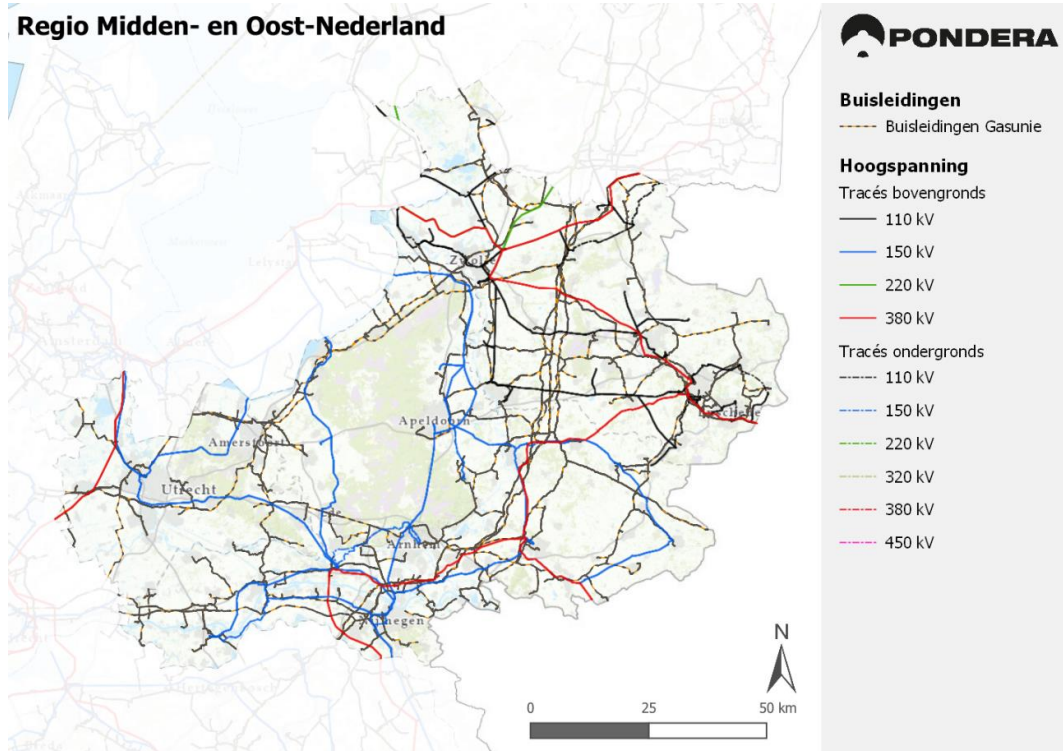 Regio Midden- en Oost-Nederland
PONDERA
Buisleidingen
Buisleidingen Gasunie
Hoogspanning
Tracés bovengronds
110 kV
150 kV
220 kV
380 kV
Tracés ondergronds
110 kV
150 kV
220 kV
320 kV
380 kV
450 kV
Zwolle
Lelystad
Apeldoorn
Enschede
Amersfoort
Utrecht
Arnhem
Nijmegen
N
0
25
50 km